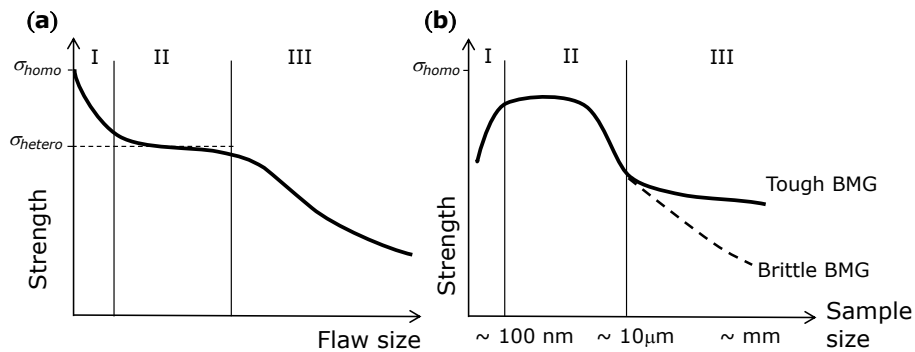 (a)
I II III
σhomo
σhetero
Strength
Flaw size
(b)
I II III
σhomo
Strength
Tough BMG
Brittle BMG
~ 100 nm ~ 10μm ~ mm
Sample
size